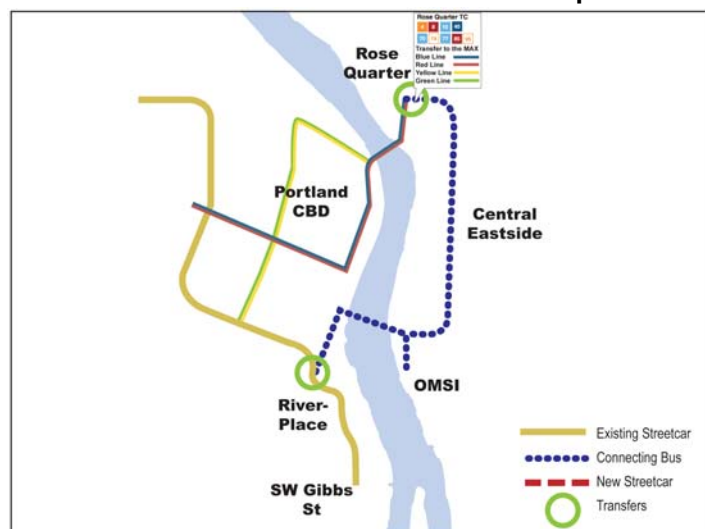 Rose Quarter TC
Transfer to the MAX
Blue Line
Red Line
Yellow Line
Green Line
Rose
Quarter
Portland
CBD
Central
Eastside
OMSI
River-
Place
SW Gibbs
St
Existing Streetcar
Connecting Bus
New Streetcar
Transfers